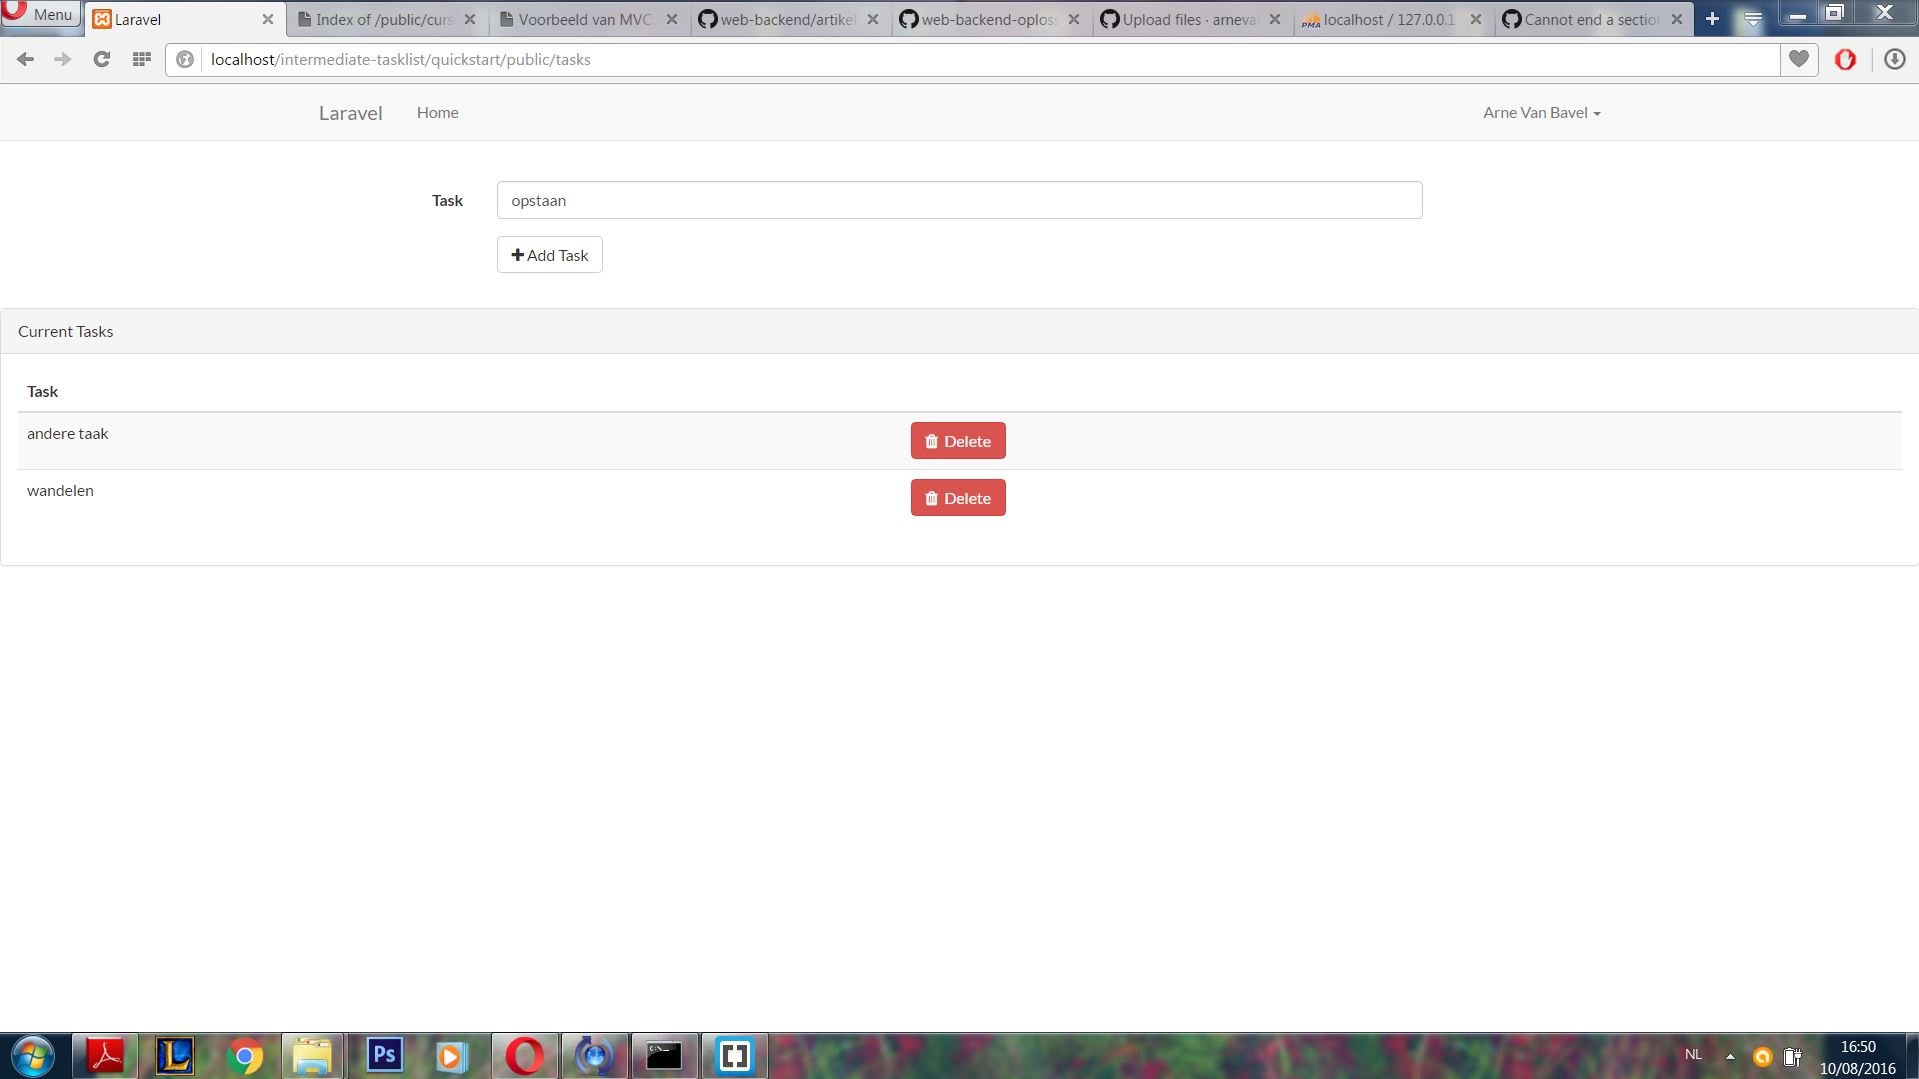 Menu
Laravel
Index of /public/curs
Voorbeeld van MVC:
web-backend/artikel
web-backend-oploss
Upload files · arneva
localhost / 127.0.0.1
Cannot end a section
localhost/intermediate-tasklist/quickstart/public/tasks
Laravel
Home
Arne Van Bavel
Task
opstaan
Add Task
Current Tasks
Task
andere taak
Delete
wandelen
Delete
Ps
NL
16:50
10/08/2016